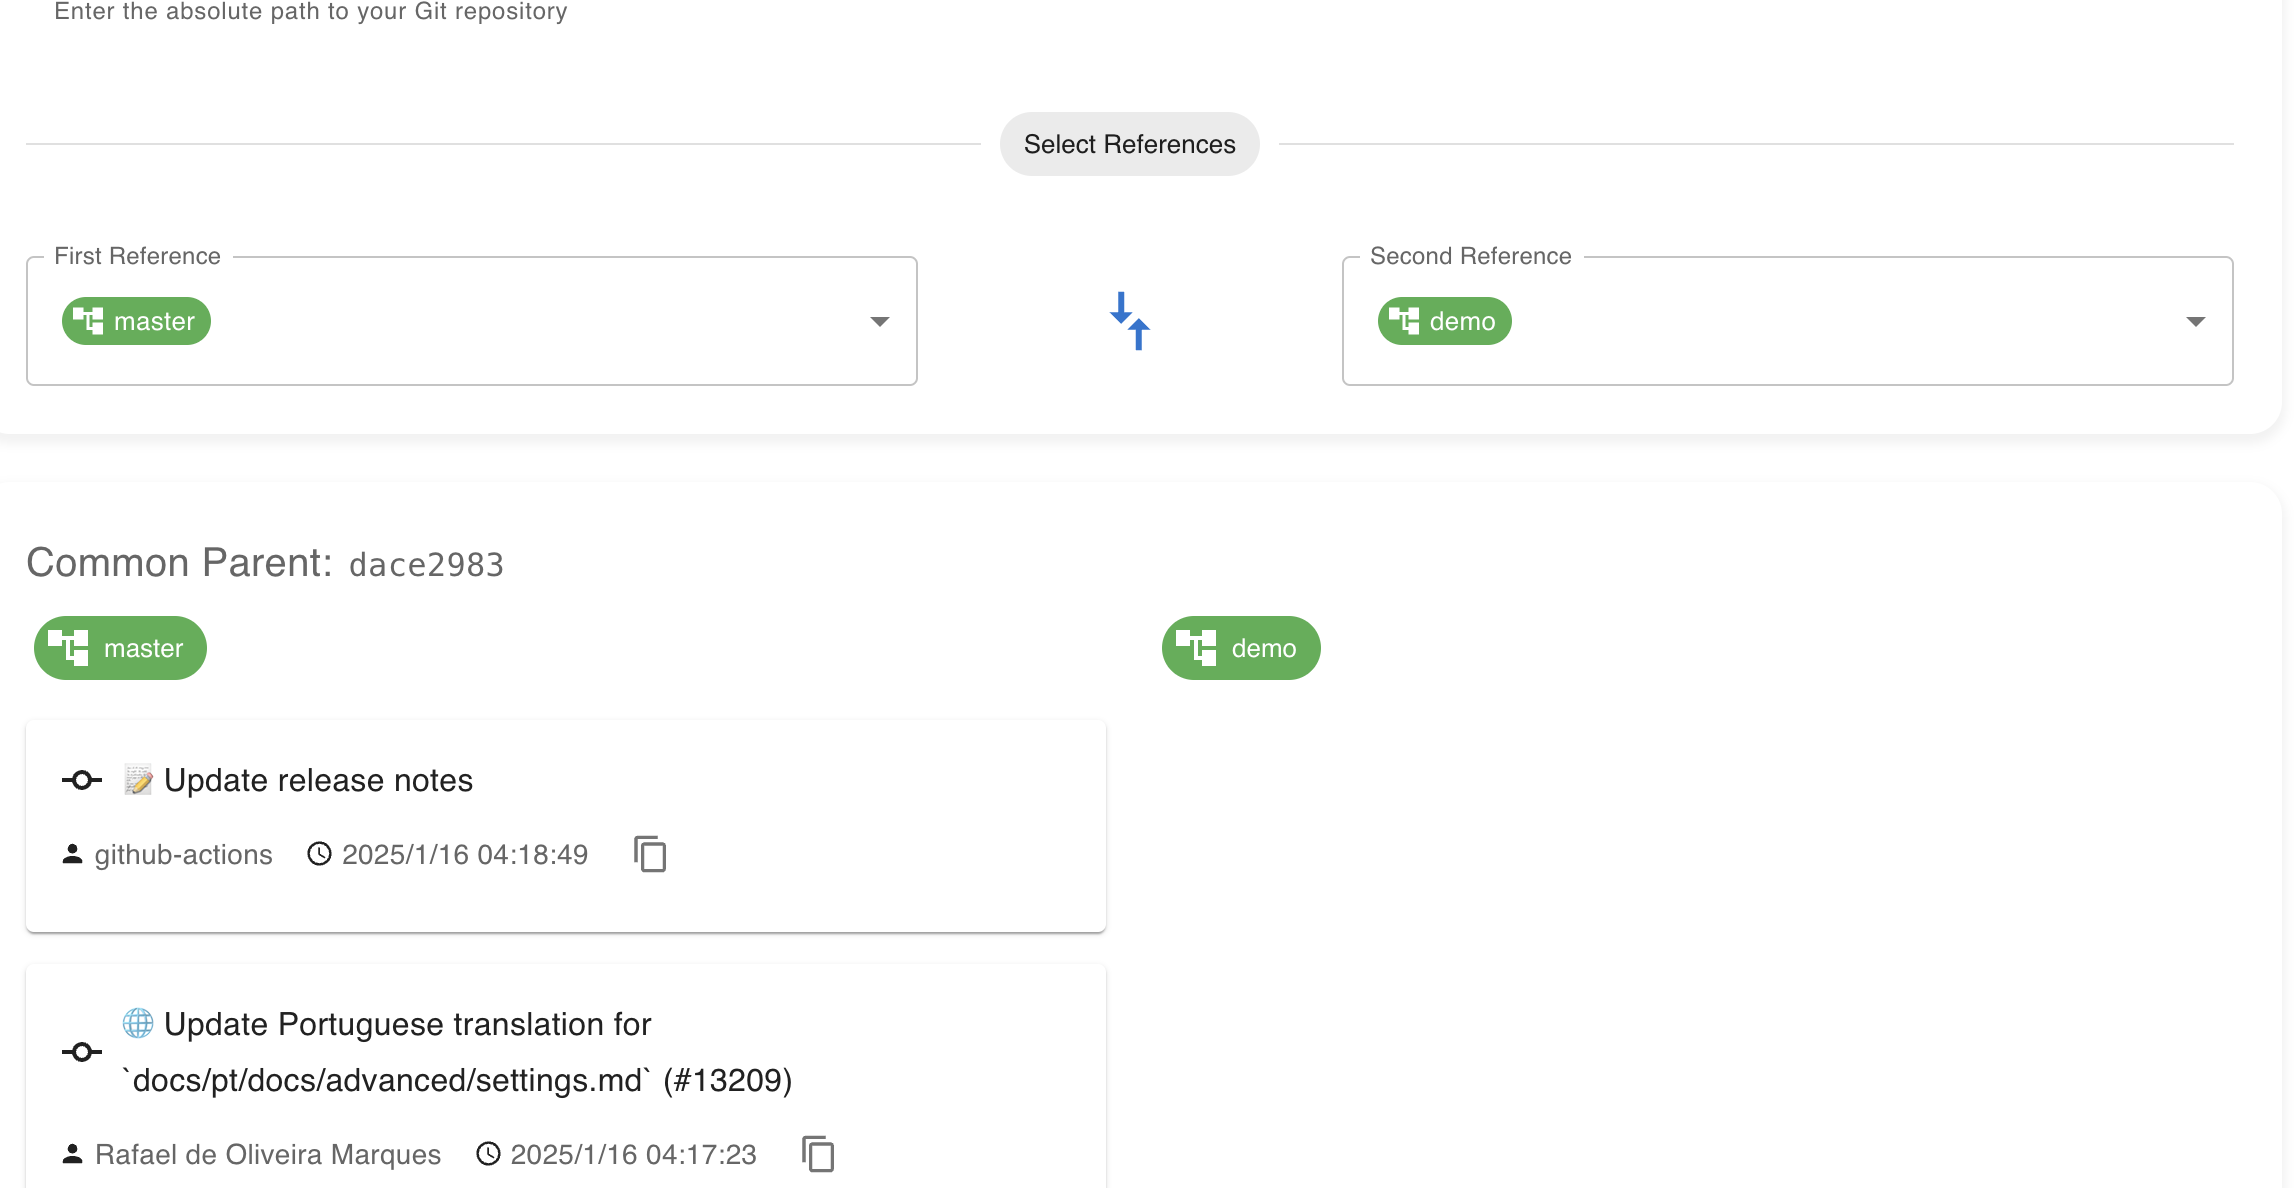 Enter the absolute path to your Git repository
Select References
First Reference
master
Second Reference
demo
Common Parent: dace2983
master
demo
📝 Update release notes
github-actions 2025/1/16 04:18:49
🌐 Update Portuguese translation for
`docs/pt/docs/advanced/settings.md` (#13209)
Rafael de Oliveira Marques 2025/1/16 04:17:23